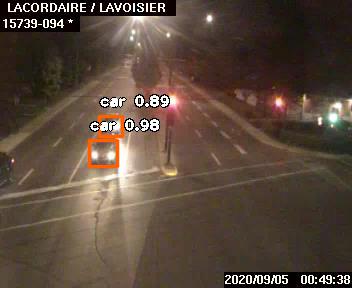 LACORDAIRE / LAVOISIER
15739-094 *
car 0.89
car 0.98
2020/09/05 00:49:38